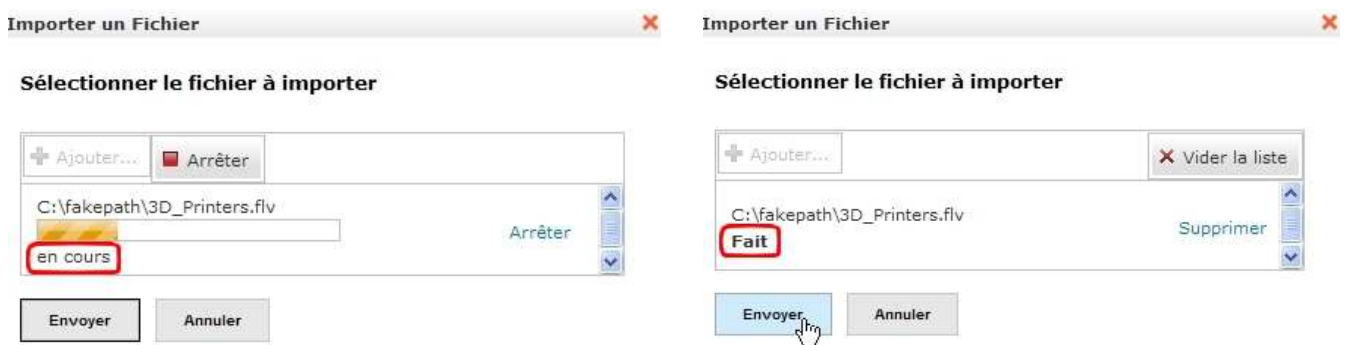 Importer un Fichier
Sélectionner le fichier à importer
Ajouter... Arrêter
C:\fakepath\3D_Printers.flv
Arrêter
en cours
Envoyer Annuler
Importer un Fichier
Sélectionner le fichier à importer
Ajouter... Vider la liste
C:\fakepath\3D_Printers.flv
Supprimer
Fait
Envoyer Annuler